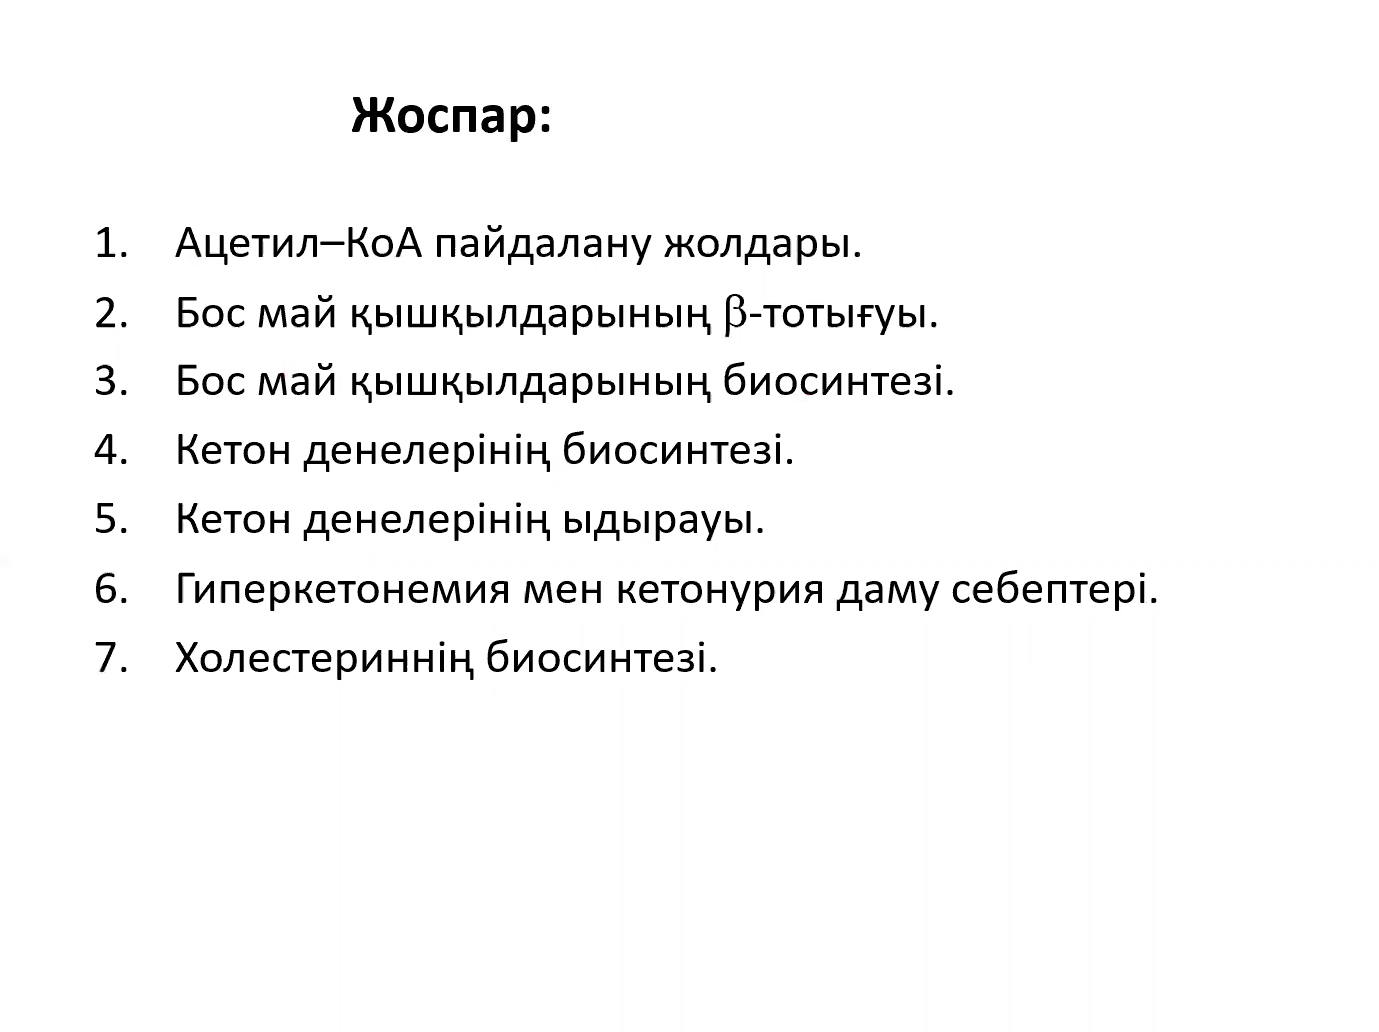 Жоспар:
1. Ацетил–КоА пайдалану жолдары.
2. Бос май қышқылдарының β-тотығуы.
3. Бос май қышқылдарының биосинтезі.
4. Кетон денелерінің биосинтезі.
5. Кетон денелерінің ыдырауы.
6. Гиперкетонемия мен кетонурия даму себептері.
7. Холестериннің биосинтезі.